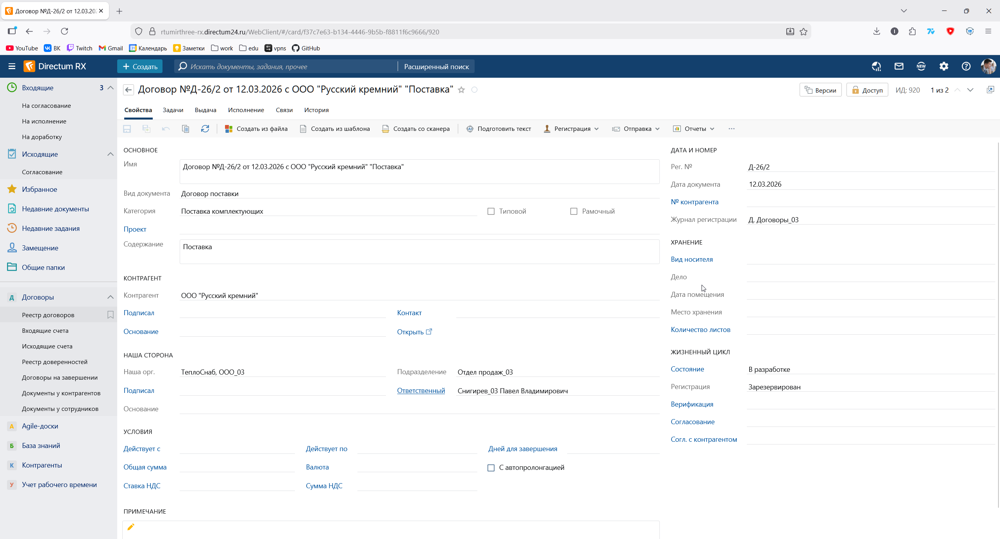 Договор №Д-26/2 от 12.03.202
rtumirthree-rx.directum24.ru/WebClient/#/card/f37c7e63-b134-4446-9b5b-f8811f6c9666/920
YouTube ВК Twitch Gmail Календарь Заметки work edu vpns GitHub
Directum RX
Создать
Искать документы, задания, прочее
Расширенный поиск
NEW
Входящие 3
На согласование
На исполнение
На доработку
Исходящие
Согласование
Избранное
Недавние документы
Недавние задания
Замещение
Общие папки
Д Договоры
Реестр договоров
Входящие счета
Исходящие счета
Реестр доверенностей
Договоры на завершении
Документы у контрагентов
Документы у сотрудников
А Agile-доски
Б База знаний
К Контрагенты
У Учет рабочего времени
Договор №Д-26/2 от 12.03.2026 с ООО "Русский кремний" "Поставка"
Версии Доступ ИД: 920 1 из 2
Свойства Задачи Выдача Исполнение Связи История
Создать из файла Создать из шаблона Создать со сканера Подготовить текст Регистрация Отправка Отчеты
ОСНОВНОЕ
Имя Договор №Д-26/2 от 12.03.2026 с ООО "Русский кремний" "Поставка"
Вид документа Договор поставки
Категория Поставка комплектующих Типовой Рамочный
Проект
Содержание Поставка
КОНТРАГЕНТ
Контрагент ООО "Русский кремний"
Подписал Контакт
Основание Открыть
НАША СТОРОНА
Наша орг. ТеплоСнаб, ООО_03 Подразделение Отдел продаж_03
Подписал Ответственный Снигирев_03 Павел Владимирович
Основание
УСЛОВИЯ
Действует с Действует по Дней для завершения
Общая сумма Валюта С автопролонгацией
Ставка НДС Сумма НДС
ПРИМЕЧАНИЕ
ДАТА И НОМЕР
Рег. № Д-26/2
Дата документа 12.03.2026
№ контрагента
Журнал регистрации Д. Договоры_03
ХРАНЕНИЕ
Вид носителя
Дело
Дата помещения
Место хранения
Количество листов
ЖИЗНЕННЫЙ ЦИКЛ
Состояние В разработке
Регистрация Зарезервирован
Верификация
Согласование
Согл. с контрагентом